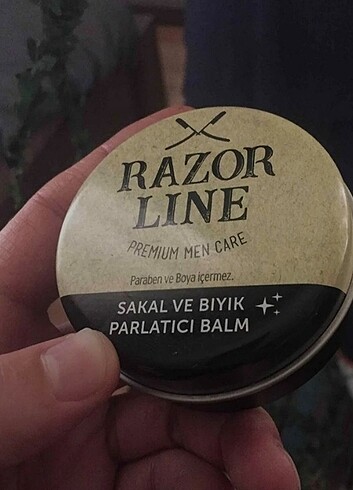 RAZOR
LINE
PREMIUM MEN CARE
Paraben ve Boya içermez.
SAKAL VE BIYIK
PARLATICI BALM